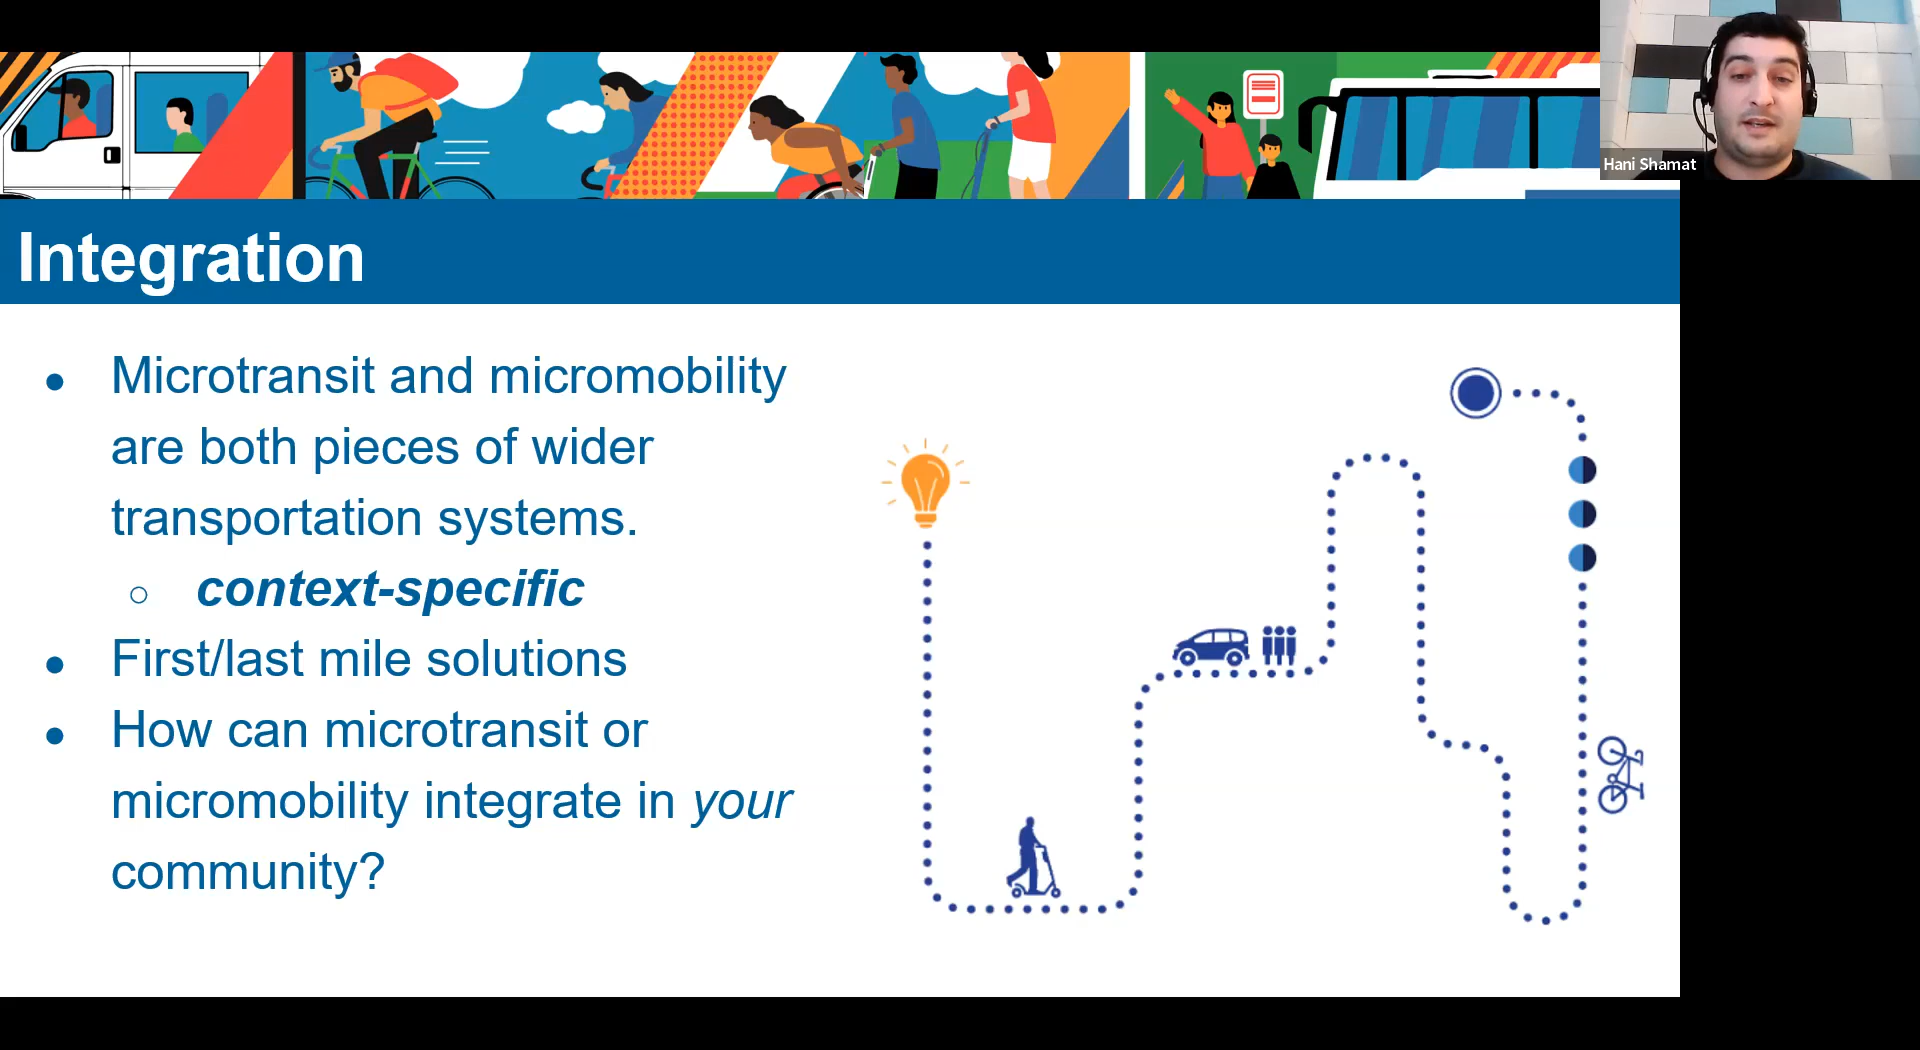 Hani Shamat
Integration
● Microtransit and micromobility
are both pieces of wider
transportation systems.
○ context-specific
● First/last mile solutions
● How can microtransit or
micromobility integrate in your
community?